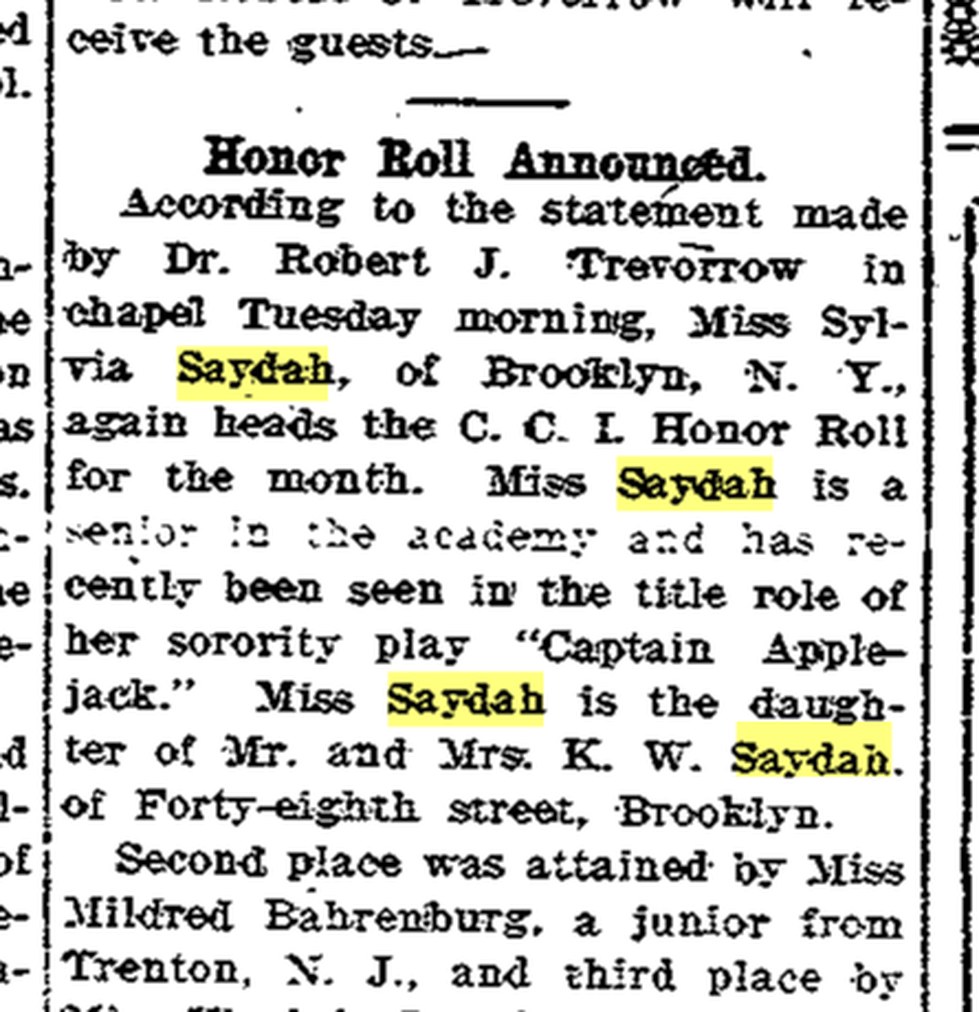 ceive the guests.—
Honor Roll Announced.
According to the statement made
by Dr. Robert J. Trevorrow in
chapel Tuesday morning, Miss Syl-
via Saydah, of Brooklyn, N. Y.,
again heads the C. C. I. Honor Roll
for the month. Miss Saydah is a
senior in the academy and has re-
cently been seen in the title role of
her sorority play "Captain Apple-
jack." Miss Saydah is the daugh-
ter of Mr. and Mrs. K. W. Saydah.
of Forty-eighth street, Brooklyn.
Second place was attained by Miss
Mildred Bahrenburg, a junior from
Trenton, N. J., and third place by